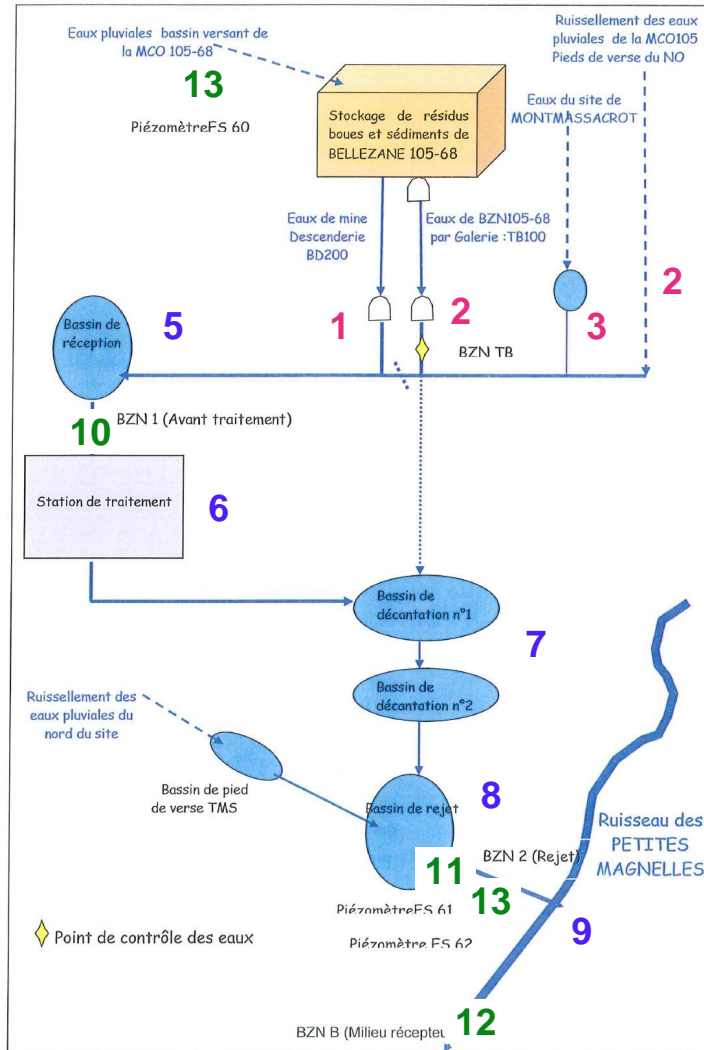 Eaux pluviales bassin versant de
la MCO 105-68
13
PiézomètreES 60
Ruissellement des eaux
pluviales de la MCO105
Pieds de verse du NO
Eaux du site de
MONTMASSACROT
Stockage de résidus
boues et sédiments de
BELLEZANE 105-68
Eaux de mine
Descenderie
BD200
Eaux de BZN105-68
par Galerie :TB100
Bassin de
réception
5
1
2
3
2
BZN TB
10
BZN 1 (Avant traitement)
Station de traitement
6
Bassin de
décantation n°1
7
Bassin de
décantation n°2
Ruissellement des
eaux pluviales du
nord du site
Bassin de pied
de verse TMS
Bassin de rejet
8
Ruisseau des
PETITES
MAGNELLES
BZN 2 (Rejet)
11
13
PiézomètreES 61
Piézomètre ES 62
9
Point de contrôle des eaux
12
BZN B (Milieu récepteu